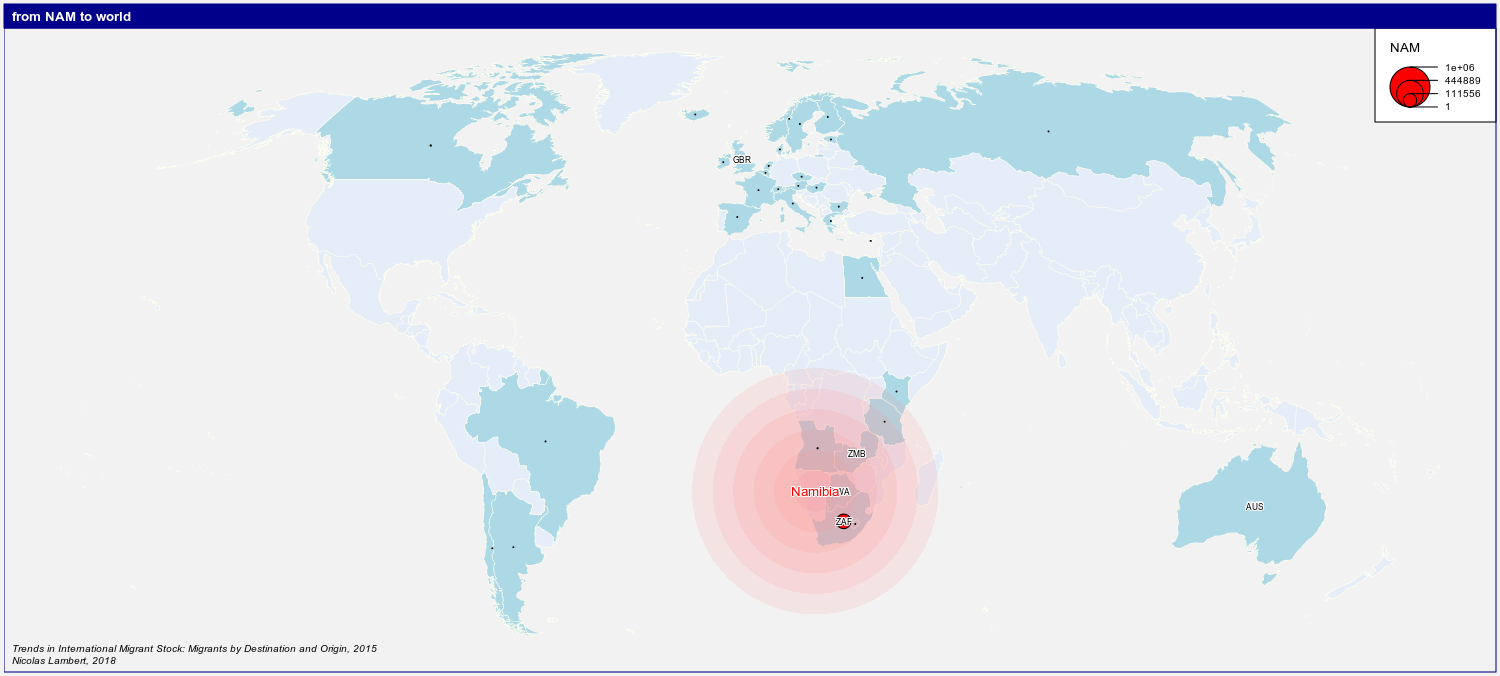 from NAM to world
NAM
1e+06
444889
111556
1
GBR
ZMB
Namibia
ZAF
AUS
Trends in International Migrant Stock: Migrants by Destination and Origin, 2015
Nicolas Lambert, 2018